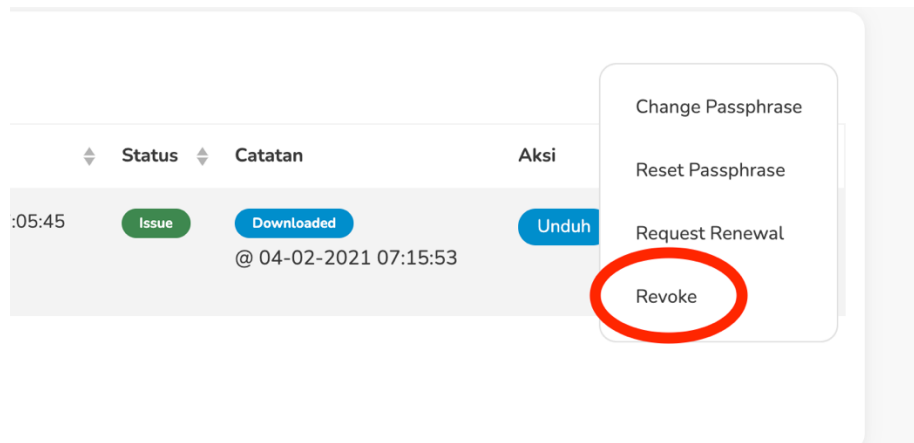 Change Passphrase
Status Catatan Aksi
Reset Passphrase
:05:45 Issue Downloaded Unduh
Request Renewal
@ 04-02-2021 07:15:53
Revoke